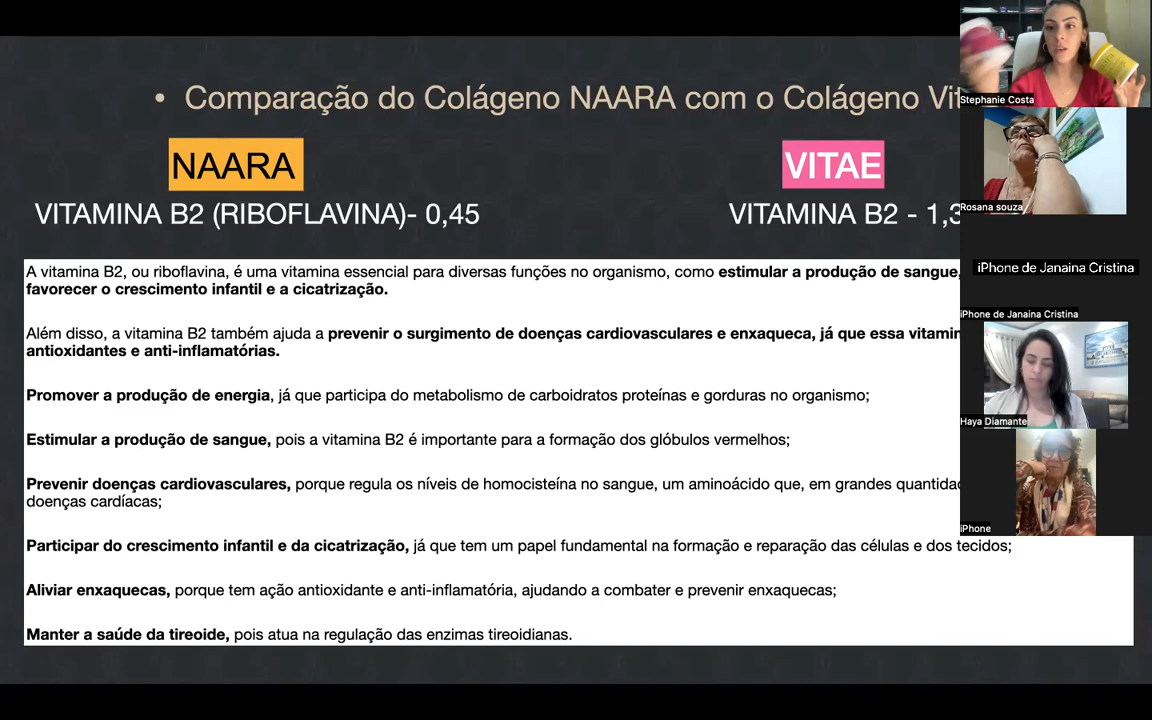 • Comparação do Colágeno NAARA com o Colágeno
NAARA
VITAE
VITAMINA B2 (RIBOFLAVINA)- 0,45
VITAMINA B2 - 1,3
A vitamina B2, ou riboflavina, é uma vitamina essencial para diversas funções no organismo, como estimular a produção de sangue,
favorecer o crescimento infantil e a cicatrização.
Além disso, a vitamina B2 também ajuda a prevenir o surgimento de doenças cardiovasculares e enxaqueca, já que essa
antioxidantes e anti-inflamatórias.
Promover a produção de energia, já que participa do metabolismo de carboidratos proteínas e gorduras no organismo;
Estimular a produção de sangue, pois a vitamina B2 é importante para a formação dos glóbulos vermelhos;
Prevenir doenças cardiovasculares, porque regula os níveis de homocisteína no sangue, um aminoácido que, em grandes
doenças cardíacas;
Participar do crescimento infantil e da cicatrização, já que tem um papel fundamental na formação e reparação das células e dos tecidos;
Aliviar enxaquecas, porque tem ação antioxidante e anti-inflamatória, ajudando a combater e prevenir enxaquecas;
Manter a saúde da tireoide, pois atua na regulação das enzimas tireoidianas.
Stephanie Costa
Rosana souza
iPhone de Janaina Cristina
iPhone de Janaina Cristina
Haya Diamante
iPhone